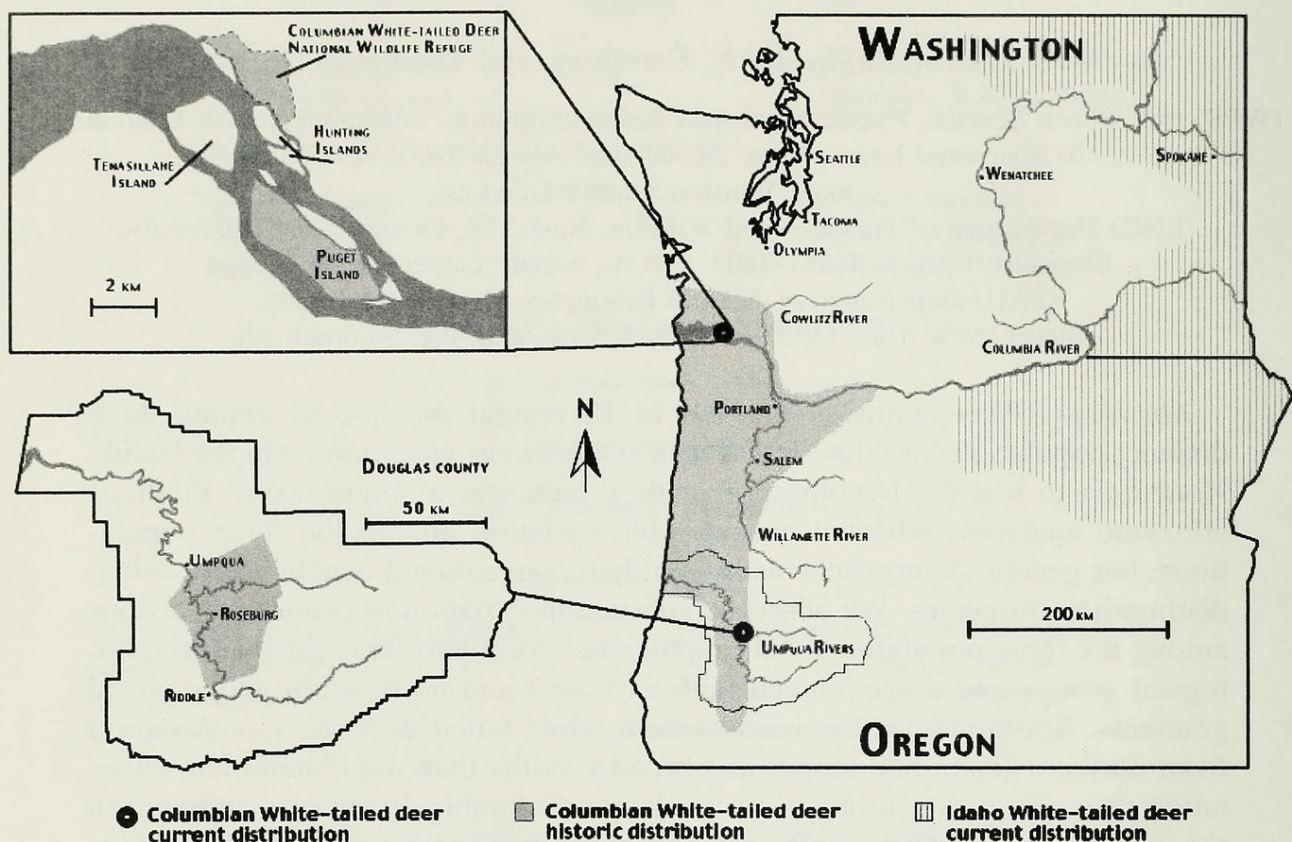 COLUMBIAN WHITE-TAILED DEER
NATIONAL WILDLIFE REFUGE
HUNTING
ISLANDS
TENASILLAHE
ISLAND
PUGET
ISLAND
2 KM
WASHINGTON
SEATTLE
TACOMA
OLYMPIA
WENATCHEE
SPOKANE
COWLITZ RIVER
COLUMBIA RIVER
PORTLAND
SALEM
WILLAMETTE RIVER
UMPQUA RIVERS
200 KM
OREGON
N
DOUGLAS COUNTY
50 KM
UMPQUA
ROSEBURG
RIDDLE
Columbian White-tailed deer
current distribution
Columbian White-tailed deer
historic distribution
Idaho White-tailed deer
current distribution